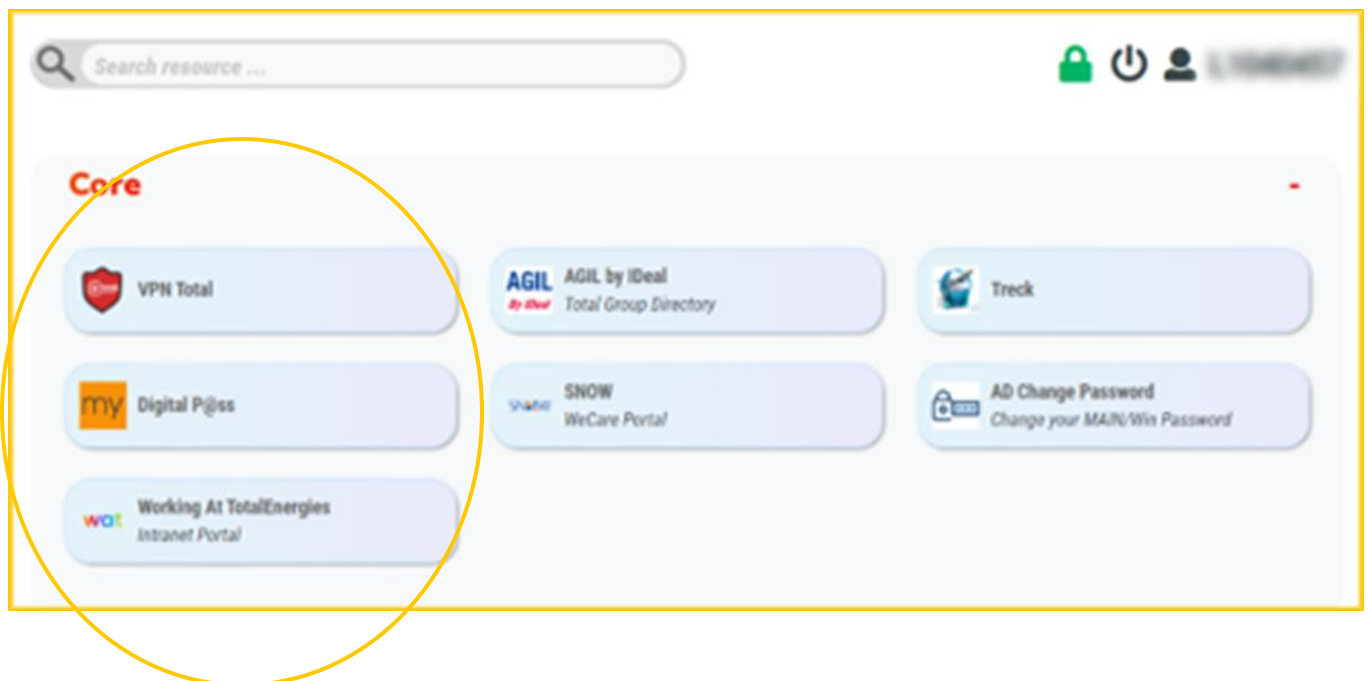 Search resource ...
Core
-
VPN Total
AGIL
By IDeal
AGIL by IDeal
Total Group Directory
Treck
my
Digital P@ss
SNOW
WeCare Portal
AD Change Password
Change your MAIN/Win Password
wat
Working At TotalEnergies
Intranet Portal